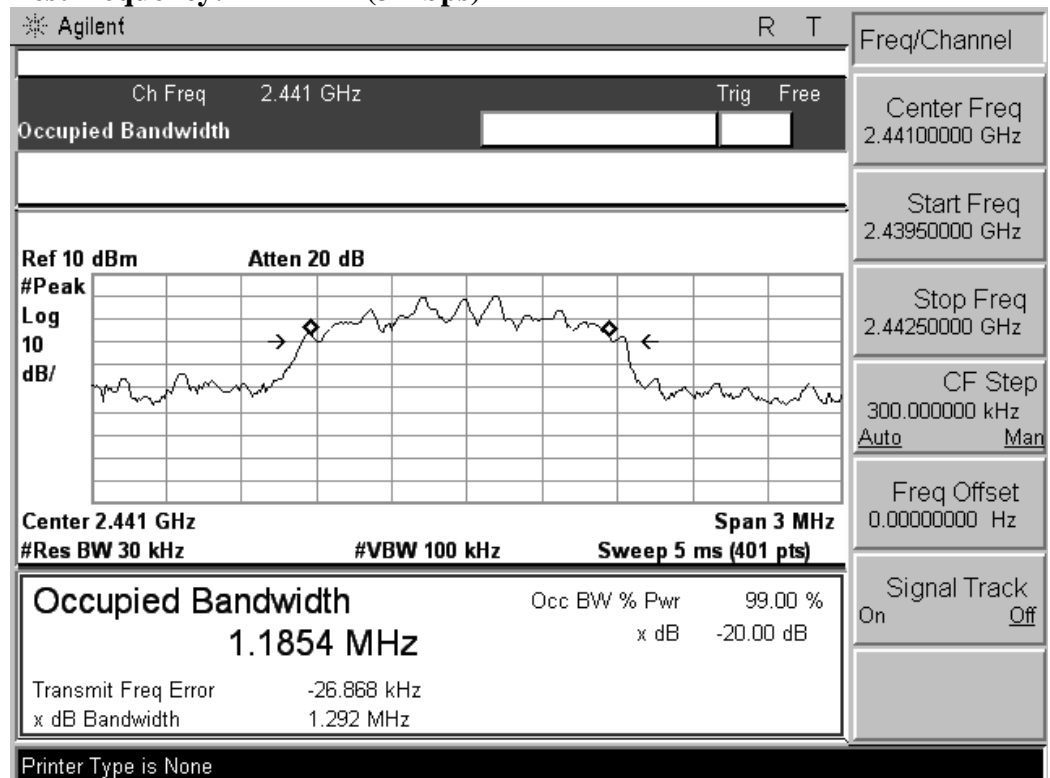 Agilent R T
Freq/Channel
Ch Freq 2.441 GHz Trig Free
Occupied Bandwidth
Center Freq
2.44100000 GHz
Start Freq
2.43950000 GHz
Stop Freq
2.44250000 GHz
CF Step
300.000000 kHz
Auto Man
Freq Offset
0.00000000 Hz
Signal Track
On Off
Ref 10 dBm Atten 20 dB
#Peak
Log
10
dB/
Center 2.441 GHz Span 3 MHz
#Res BW 30 kHz #VBW 100 kHz Sweep 5 ms (401 pts)
Occupied Bandwidth
1.1854 MHz
Occ BW % Pwr 99.00 %
x dB -20.00 dB
Transmit Freq Error -26.868 kHz
x dB Bandwidth 1.292 MHz
Printer Type is None